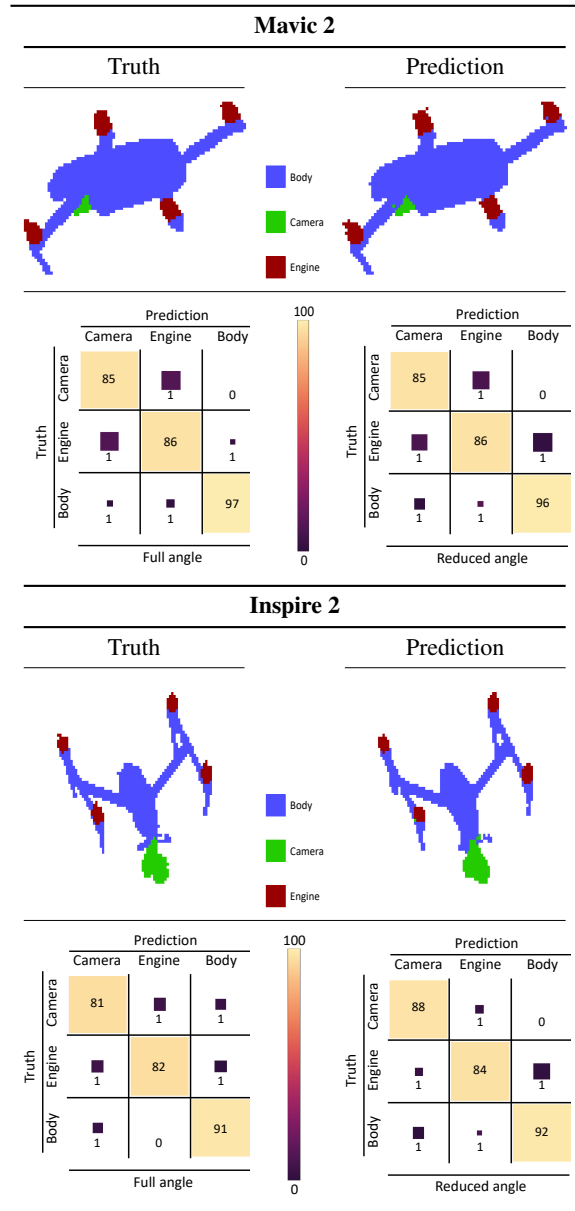 Mavic 2
Truth Prediction
Body
Camera
Engine
Prediction
Camera Engine Body
Truth
Camera 85 1 0
Engine 1 86 1
Body 1 1 97
Full angle
100
0
Prediction
Camera Engine Body
Truth
Camera 85 1 0
Engine 1 86 1
Body 1 1 96
Reduced angle
Inspire 2
Truth Prediction
Body
Camera
Engine
Prediction
Camera Engine Body
Truth
Camera 81 1 1
Engine 1 82 1
Body 1 0 91
Full angle
100
0
Prediction
Camera Engine Body
Truth
Camera 88 1 0
Engine 1 84 1
Body 1 1 92
Reduced angle